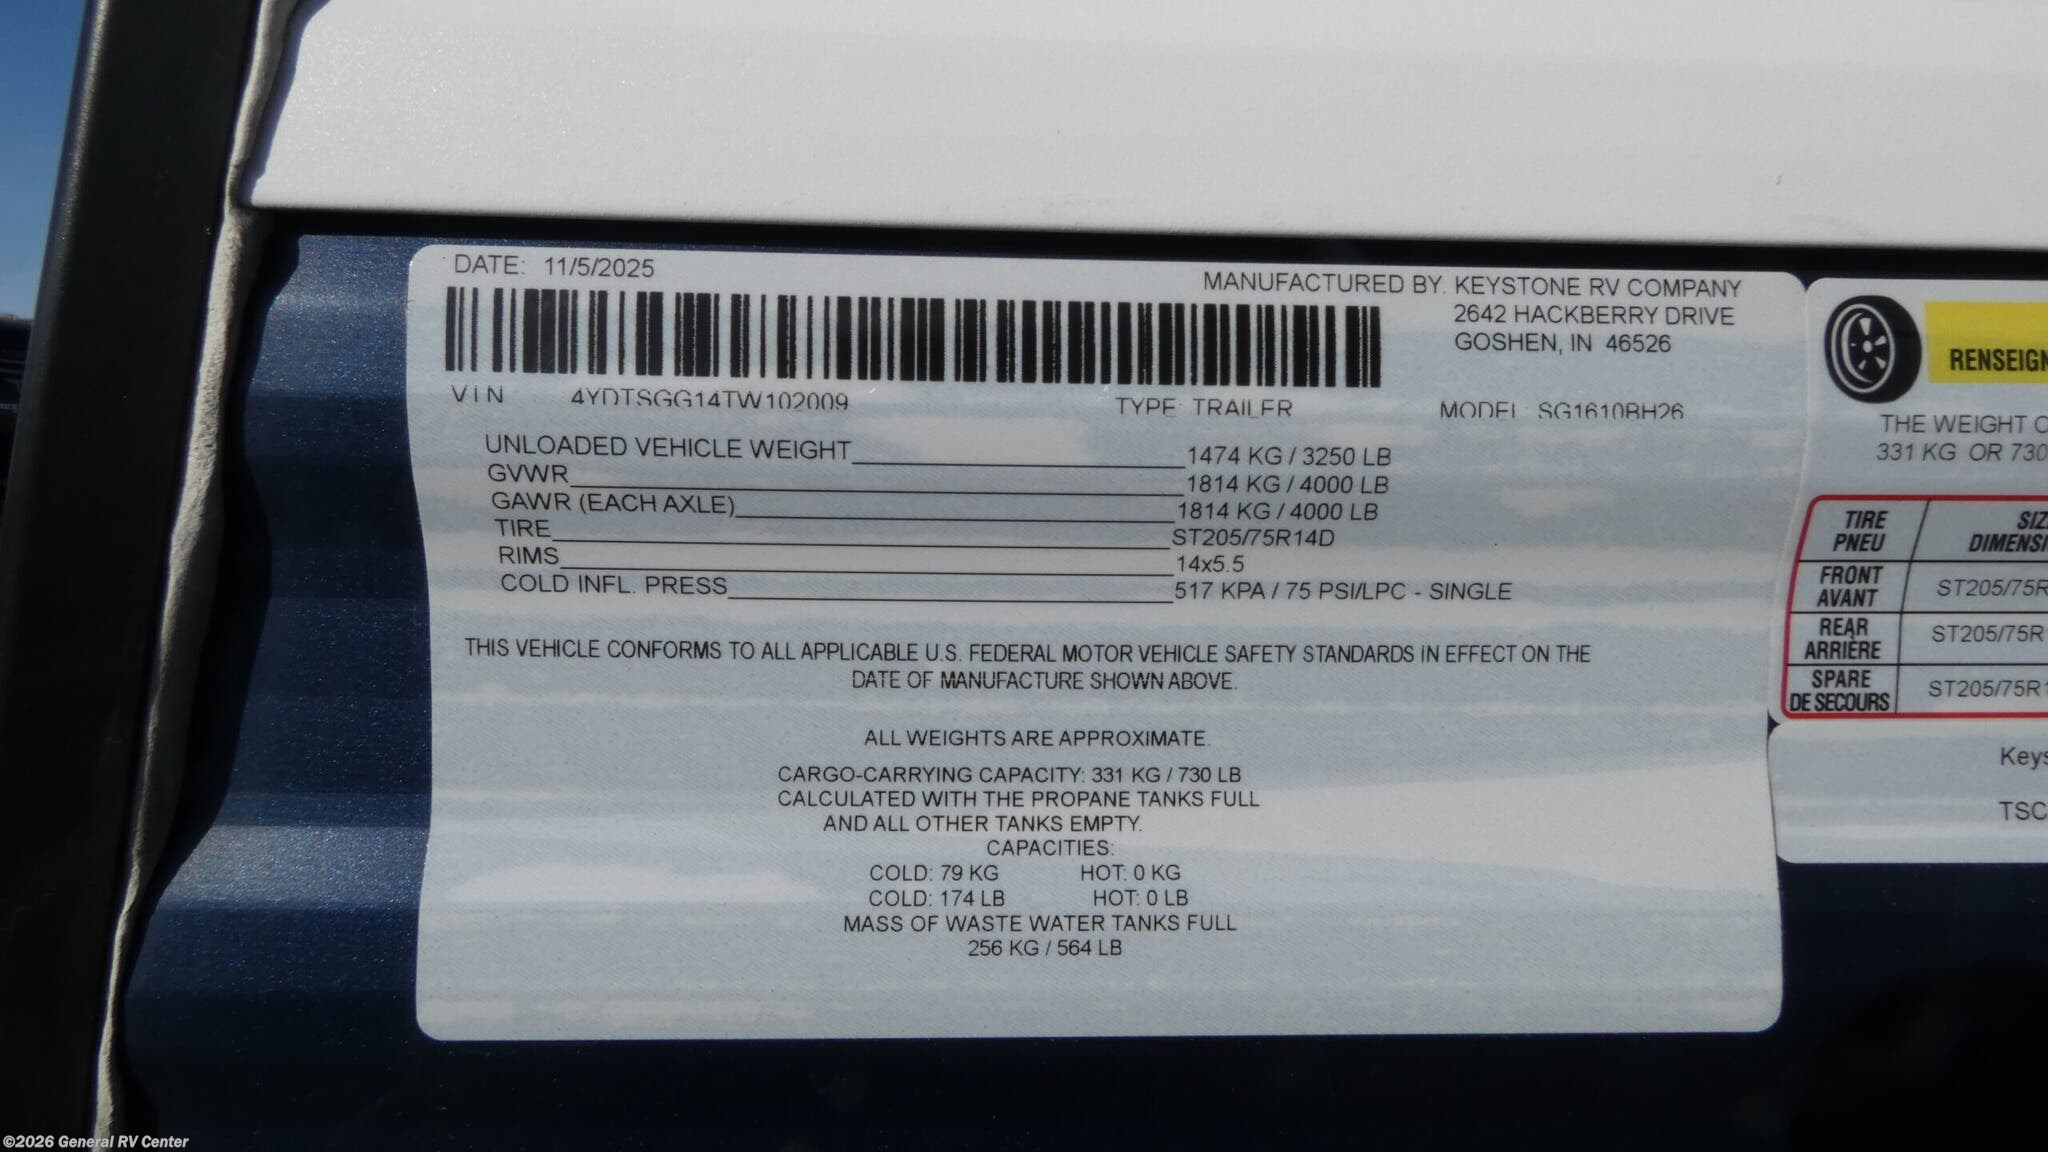 DATE: 11/5/2025
MANUFACTURED BY: KEYSTONE RV COMPANY
2642 HACKBERRY DRIVE
GOSHEN, IN 46526
VIN 4YDTSGG14TW102009 TYPE: TRAILER MODEL: SG1610BH26
UNLOADED VEHICLE WEIGHT 1474 KG / 3250 LB
GVWR 1814 KG / 4000 LB
GAWR (EACH AXLE) 1814 KG / 4000 LB
TIRE ST205/75R14D
RIMS 14x5.5
COLD INFL. PRESS 517 KPA / 75 PSI/LPC - SINGLE
THIS VEHICLE CONFORMS TO ALL APPLICABLE U.S. FEDERAL MOTOR VEHICLE SAFETY STANDARDS IN EFFECT ON THE
DATE OF MANUFACTURE SHOWN ABOVE.
ALL WEIGHTS ARE APPROXIMATE.
CARGO-CARRYING CAPACITY: 331 KG / 730 LB
CALCULATED WITH THE PROPANE TANKS FULL
AND ALL OTHER TANKS EMPTY.
CAPACITIES:
COLD: 79 KG HOT: 0 KG
COLD: 174 LB HOT: 0 LB
MASS OF WASTE WATER TANKS FULL
256 KG / 564 LB
RENSEIGN
THE WEIGHT O
331 KG OR 730
TIRE SIZ
PNEU DIMENSI
FRONT
AVANT ST205/75R
REAR
ARRIÈRE ST205/75R1
SPARE
DE SECOURS ST205/75R1
Keys
TSC
©2026 General RV Center